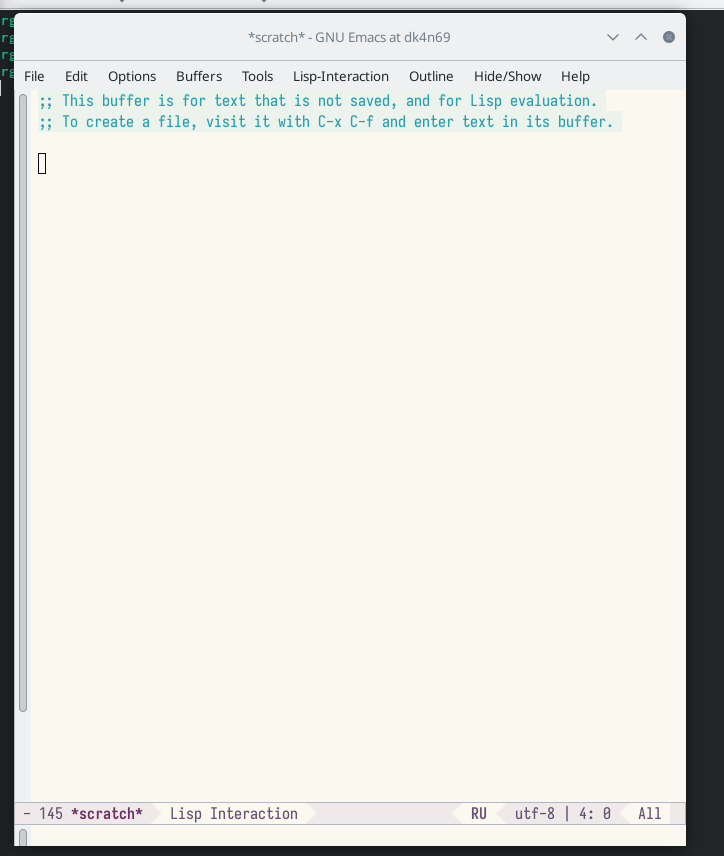 *scratch* - GNU Emacs at dk4n69
File Edit Options Buffers Tools Lisp-Interaction Outline Hide/Show Help
;; This buffer is for text that is not saved, and for Lisp evaluation.
;; To create a file, visit it with C-x C-f and enter text in its buffer.
- 145 *scratch* Lisp Interaction RU utf-8 | 4: 0 All